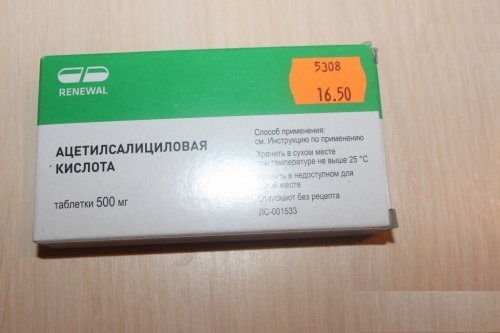 RENEWAL
5308
16.50
АЦЕТИЛСАЛИЦИЛОВАЯ
КИСЛОТА
таблетки 500 мг
Способ применения:
см. Инструкцию по применению
Хранить в сухом месте
температуре не выше 25 °C
в недоступном для
месте
Отпускают без рецепта
ЛС-001533